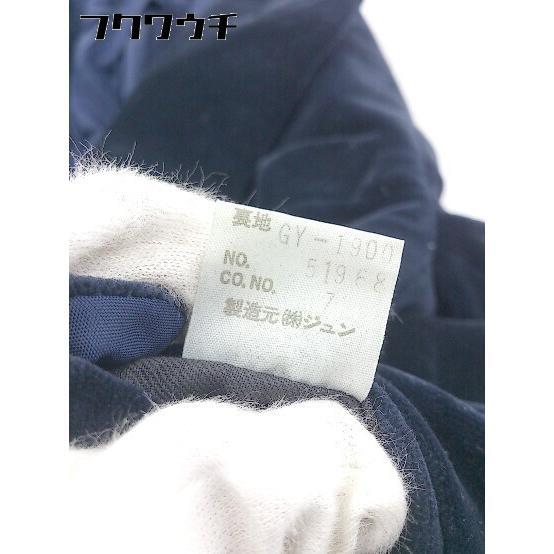 フクワウチ
裏地 GY-1900
NO. 51968
CO.NO. 7
製造元(株)ジュン